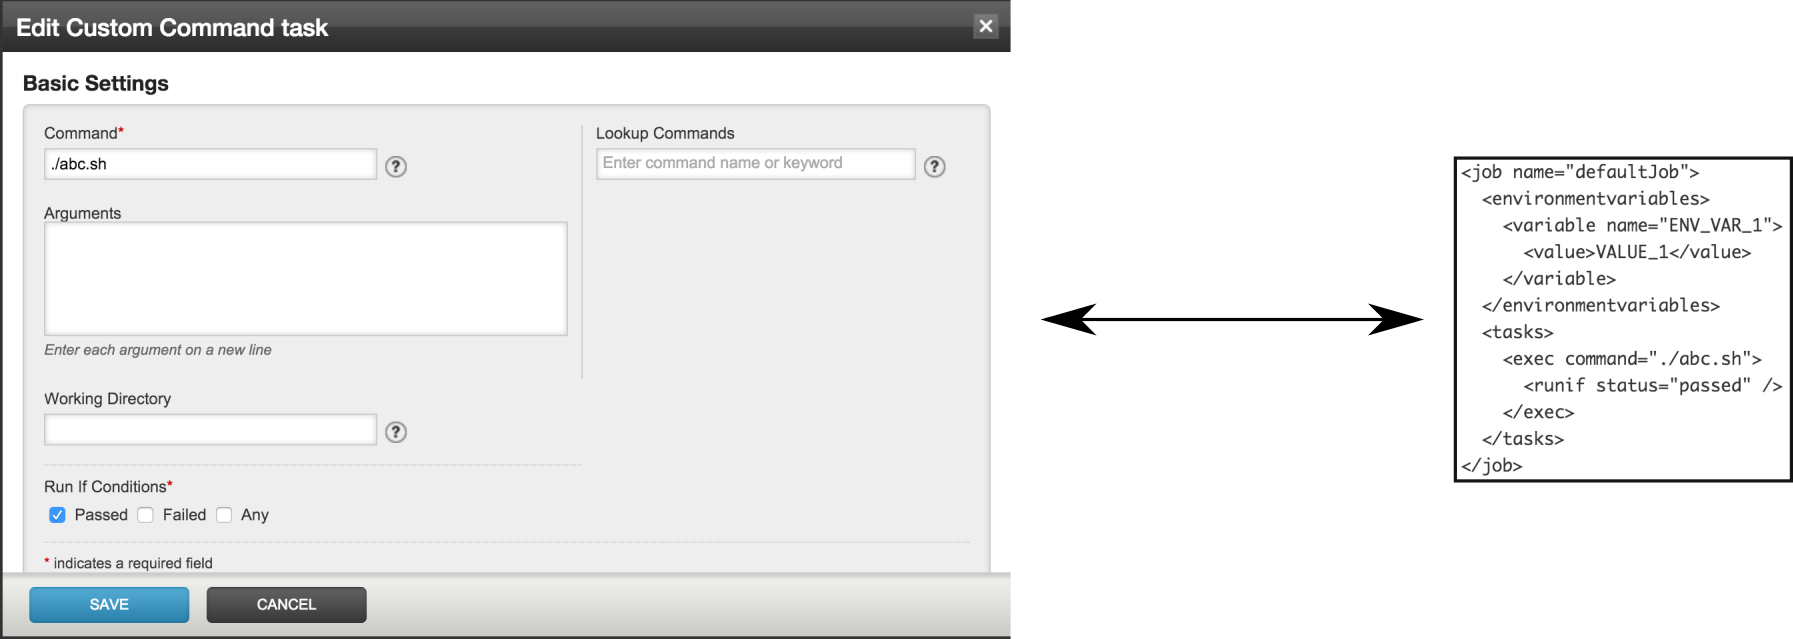 Edit Custom Command task
Basic Settings
Command*
./abc.sh
?
Lookup Commands
Enter command name or keyword
?
Arguments
Enter each argument on a new line
Working Directory
?
Run If Conditions*
Passed Failed Any
* indicates a required field
SAVE
CANCEL
<job name="defaultJob">
  <environmentvariables>
    <variable name="ENV_VAR_1">
      <value>VALUE_1</value>
    </variable>
  </environmentvariables>
  <tasks>
    <exec command="./abc.sh">
      <runif status="passed" />
    </exec>
  </tasks>
</job>